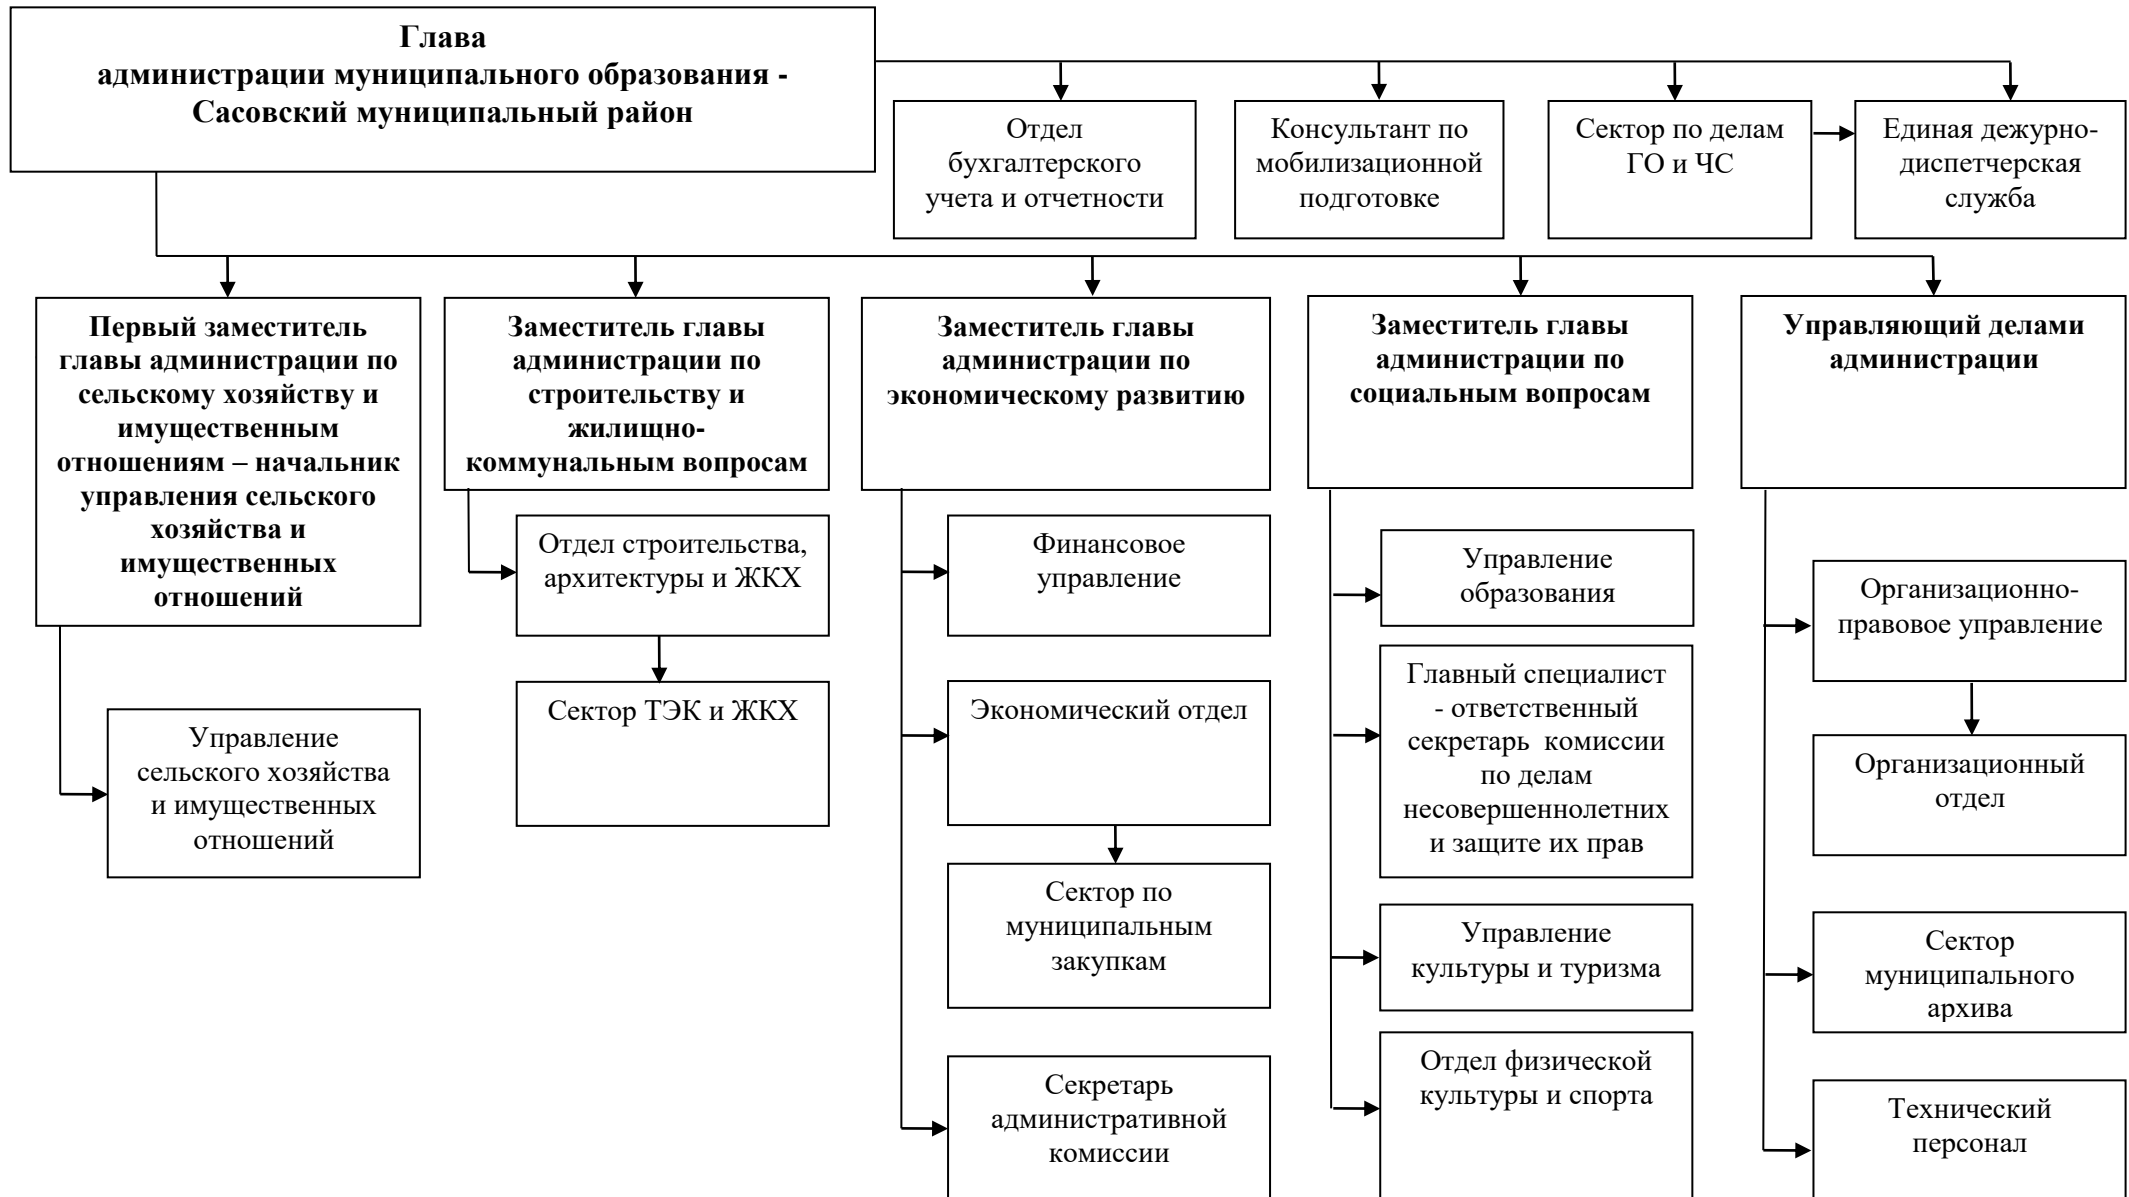 Глава
администрации муниципального образования -
Сасовский муниципальный район
Отдел
бухгалтерского
учета и отчетности
Консультант по
мобилизационной
подготовке
Сектор по делам
ГО и ЧС
Единая дежурно-
диспетчерская
служба
Первый заместитель
главы администрации по
сельскому хозяйству и
имущественным
отношениям – начальник
управления сельского
хозяйства и
имущественных
отношений
Управление
сельского хозяйства
и имущественных
отношений
Заместитель главы
администрации по
строительству и
жилищно-
коммунальным вопросам
Отдел строительства,
архитектуры и ЖКХ
Сектор ТЭК и ЖКХ
Заместитель главы
администрации по
экономическому развитию
Финансовое
управление
Экономический отдел
Сектор по
муниципальным
закупкам
Секретарь
административной
комиссии
Заместитель главы
администрации по
социальным вопросам
Управление
образования
Главный специалист
- ответственный
секретарь комиссии
по делам
несовершеннолетних
и защите их прав
Управление
культуры и туризма
Отдел физической
культуры и спорта
Управляющий делами
администрации
Организационно-
правовое управление
Организационный
отдел
Сектор
муниципального
архива
Технический
персонал